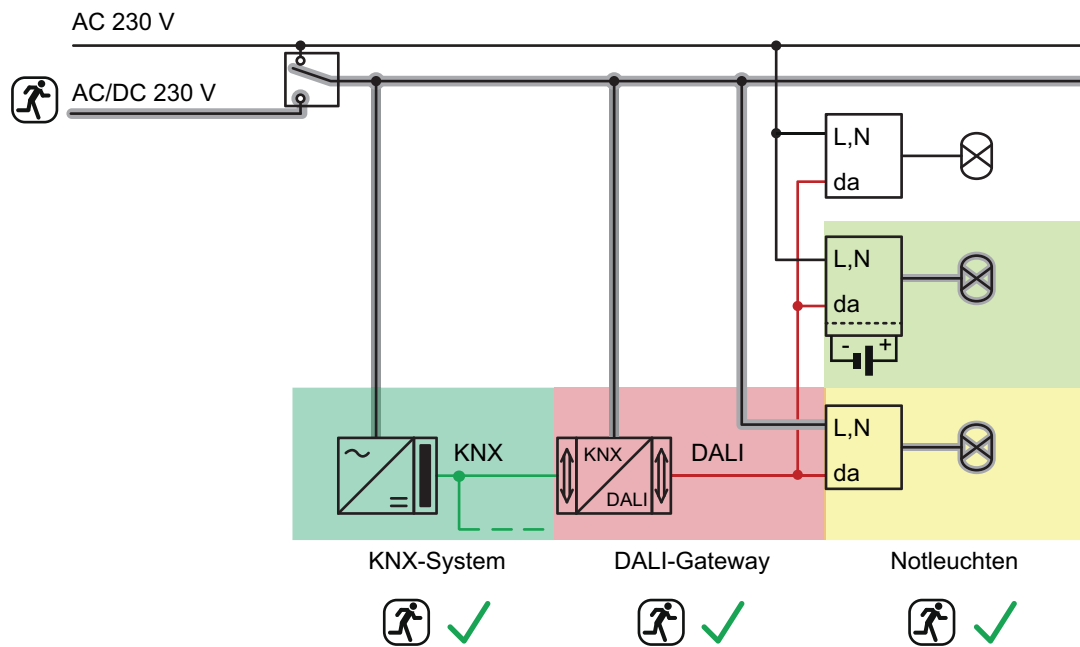 AC 230 V
AC/DC 230 V
L,N
da
L,N
da
- +
L,N
da
KNX
KNX
DALI
DALI
KNX-System
DALI-Gateway
Notleuchten